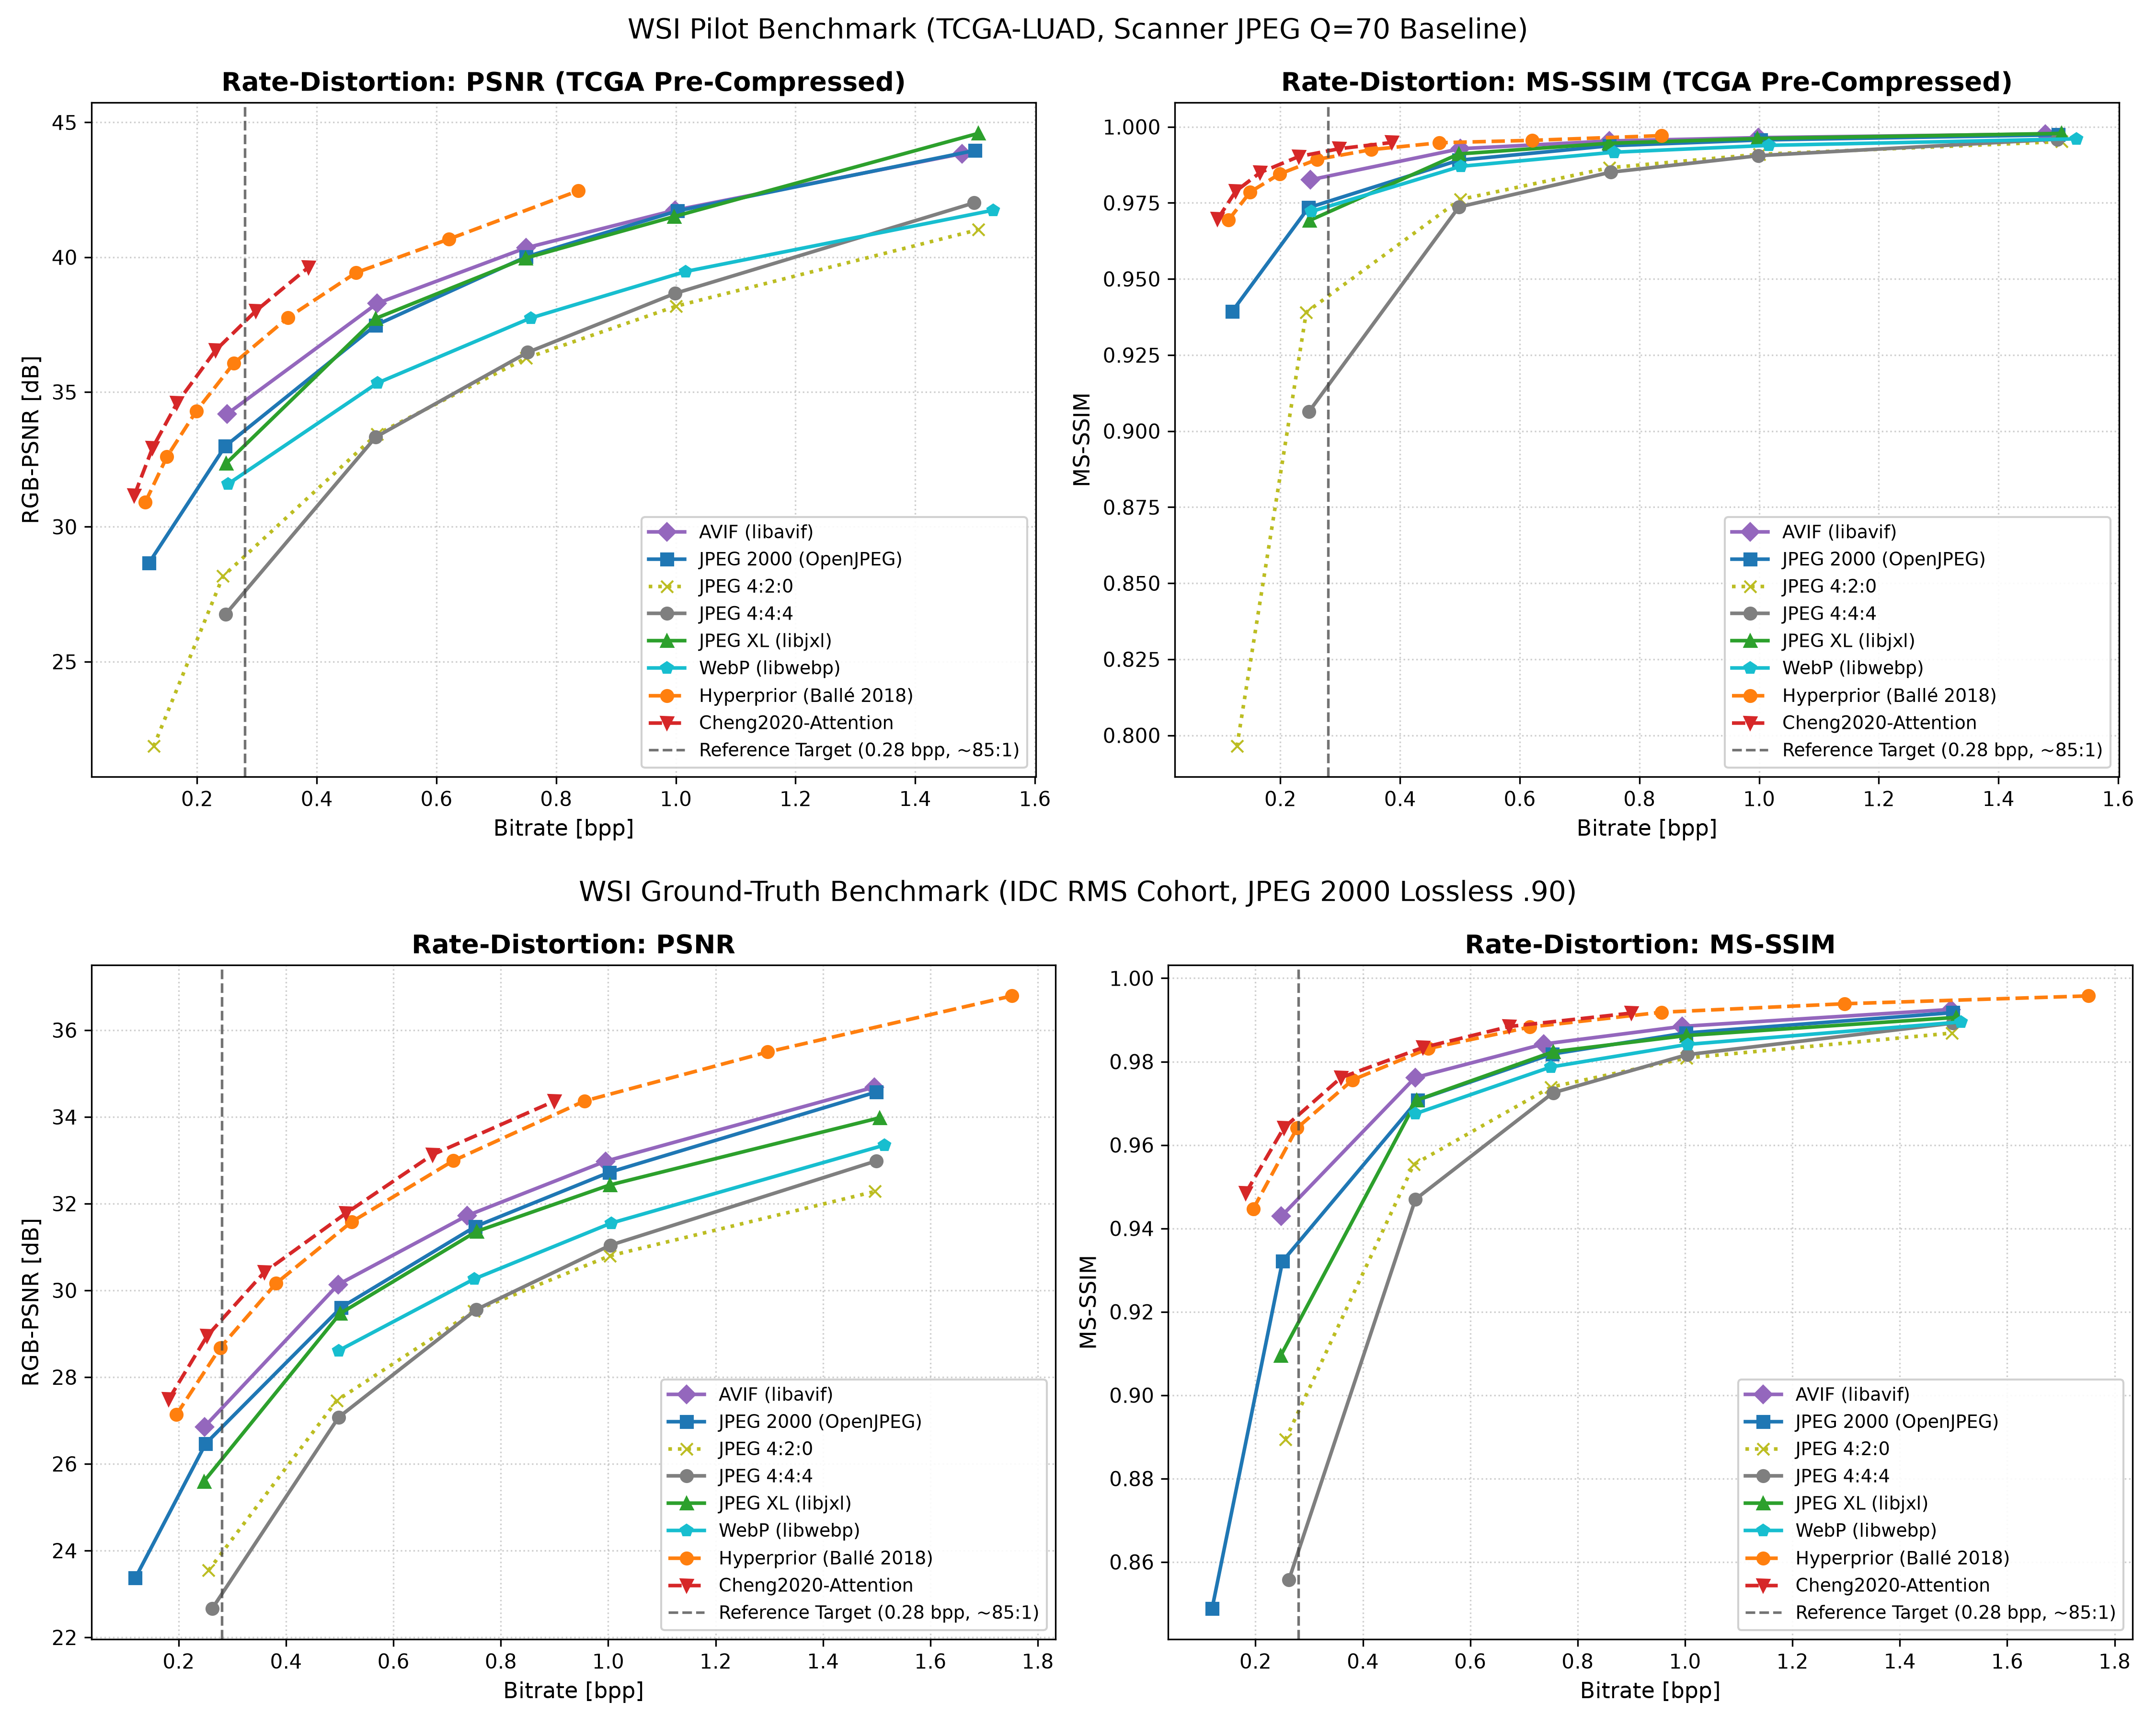 WSI Pilot Benchmark (TCGA-LUAD, Scanner JPEG Q=70 Baseline)
Rate-Distortion: PSNR (TCGA Pre-Compressed)
RGB-PSNR [dB]
45
40
35
30
25
0.2 0.4 0.6 0.8 1.0 1.2 1.4 1.6
Bitrate [bpp]
AVIF (libavif)
JPEG 2000 (OpenJPEG)
JPEG 4:2:0
JPEG 4:4:4
JPEG XL (libjxl)
WebP (libwebp)
Hyperprior (Ballé 2018)
Cheng2020-Attention
Reference Target (0.28 bpp, ~85:1)
Rate-Distortion: MS-SSIM (TCGA Pre-Compressed)
MS-SSIM
1.000
0.975
0.950
0.925
0.900
0.875
0.850
0.825
0.800
0.2 0.4 0.6 0.8 1.0 1.2 1.4 1.6
Bitrate [bpp]
AVIF (libavif)
JPEG 2000 (OpenJPEG)
JPEG 4:2:0
JPEG 4:4:4
JPEG XL (libjxl)
WebP (libwebp)
Hyperprior (Ballé 2018)
Cheng2020-Attention
Reference Target (0.28 bpp, ~85:1)
WSI Ground-Truth Benchmark (IDC RMS Cohort, JPEG 2000 Lossless .90)
Rate-Distortion: PSNR
RGB-PSNR [dB]
36
34
32
30
28
26
24
22
0.2 0.4 0.6 0.8 1.0 1.2 1.4 1.6 1.8
Bitrate [bpp]
AVIF (libavif)
JPEG 2000 (OpenJPEG)
JPEG 4:2:0
JPEG 4:4:4
JPEG XL (libjxl)
WebP (libwebp)
Hyperprior (Ballé 2018)
Cheng2020-Attention
Reference Target (0.28 bpp, ~85:1)
Rate-Distortion: MS-SSIM
MS-SSIM
1.00
0.98
0.96
0.94
0.92
0.90
0.88
0.86
0.2 0.4 0.6 0.8 1.0 1.2 1.4 1.6 1.8
Bitrate [bpp]
AVIF (libavif)
JPEG 2000 (OpenJPEG)
JPEG 4:2:0
JPEG 4:4:4
JPEG XL (libjxl)
WebP (libwebp)
Hyperprior (Ballé 2018)
Cheng2020-Attention
Reference Target (0.28 bpp, ~85:1)